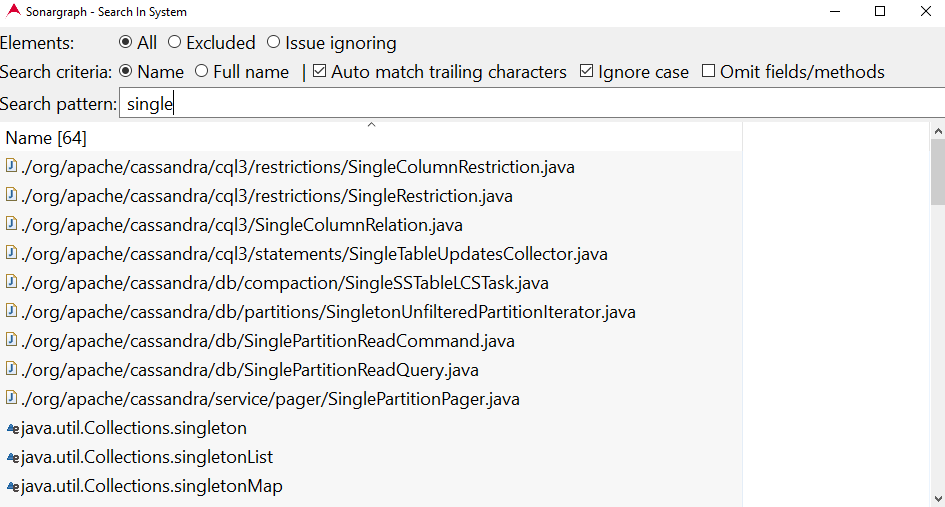 Sonargraph - Search In System
Elements: All Excluded Issue ignoring
Search criteria: Name Full name | Auto match trailing characters Ignore case Omit fields/methods
Search pattern: single
Name [64]
./org/apache/cassandra/cql3/restrictions/SingleColumnRestriction.java
./org/apache/cassandra/cql3/restrictions/SingleRestriction.java
./org/apache/cassandra/cql3/SingleColumnRelation.java
./org/apache/cassandra/cql3/statements/SingleTableUpdatesCollector.java
./org/apache/cassandra/db/compaction/SingleSSTableLCSTask.java
./org/apache/cassandra/db/partitions/SingletonUnfilteredPartitionIterator.java
./org/apache/cassandra/db/SinglePartitionReadCommand.java
./org/apache/cassandra/db/SinglePartitionReadQuery.java
./org/apache/cassandra/service/pager/SinglePartitionPager.java
java.util.Collections.singleton
java.util.Collections.singletonList
java.util.Collections.singletonMap